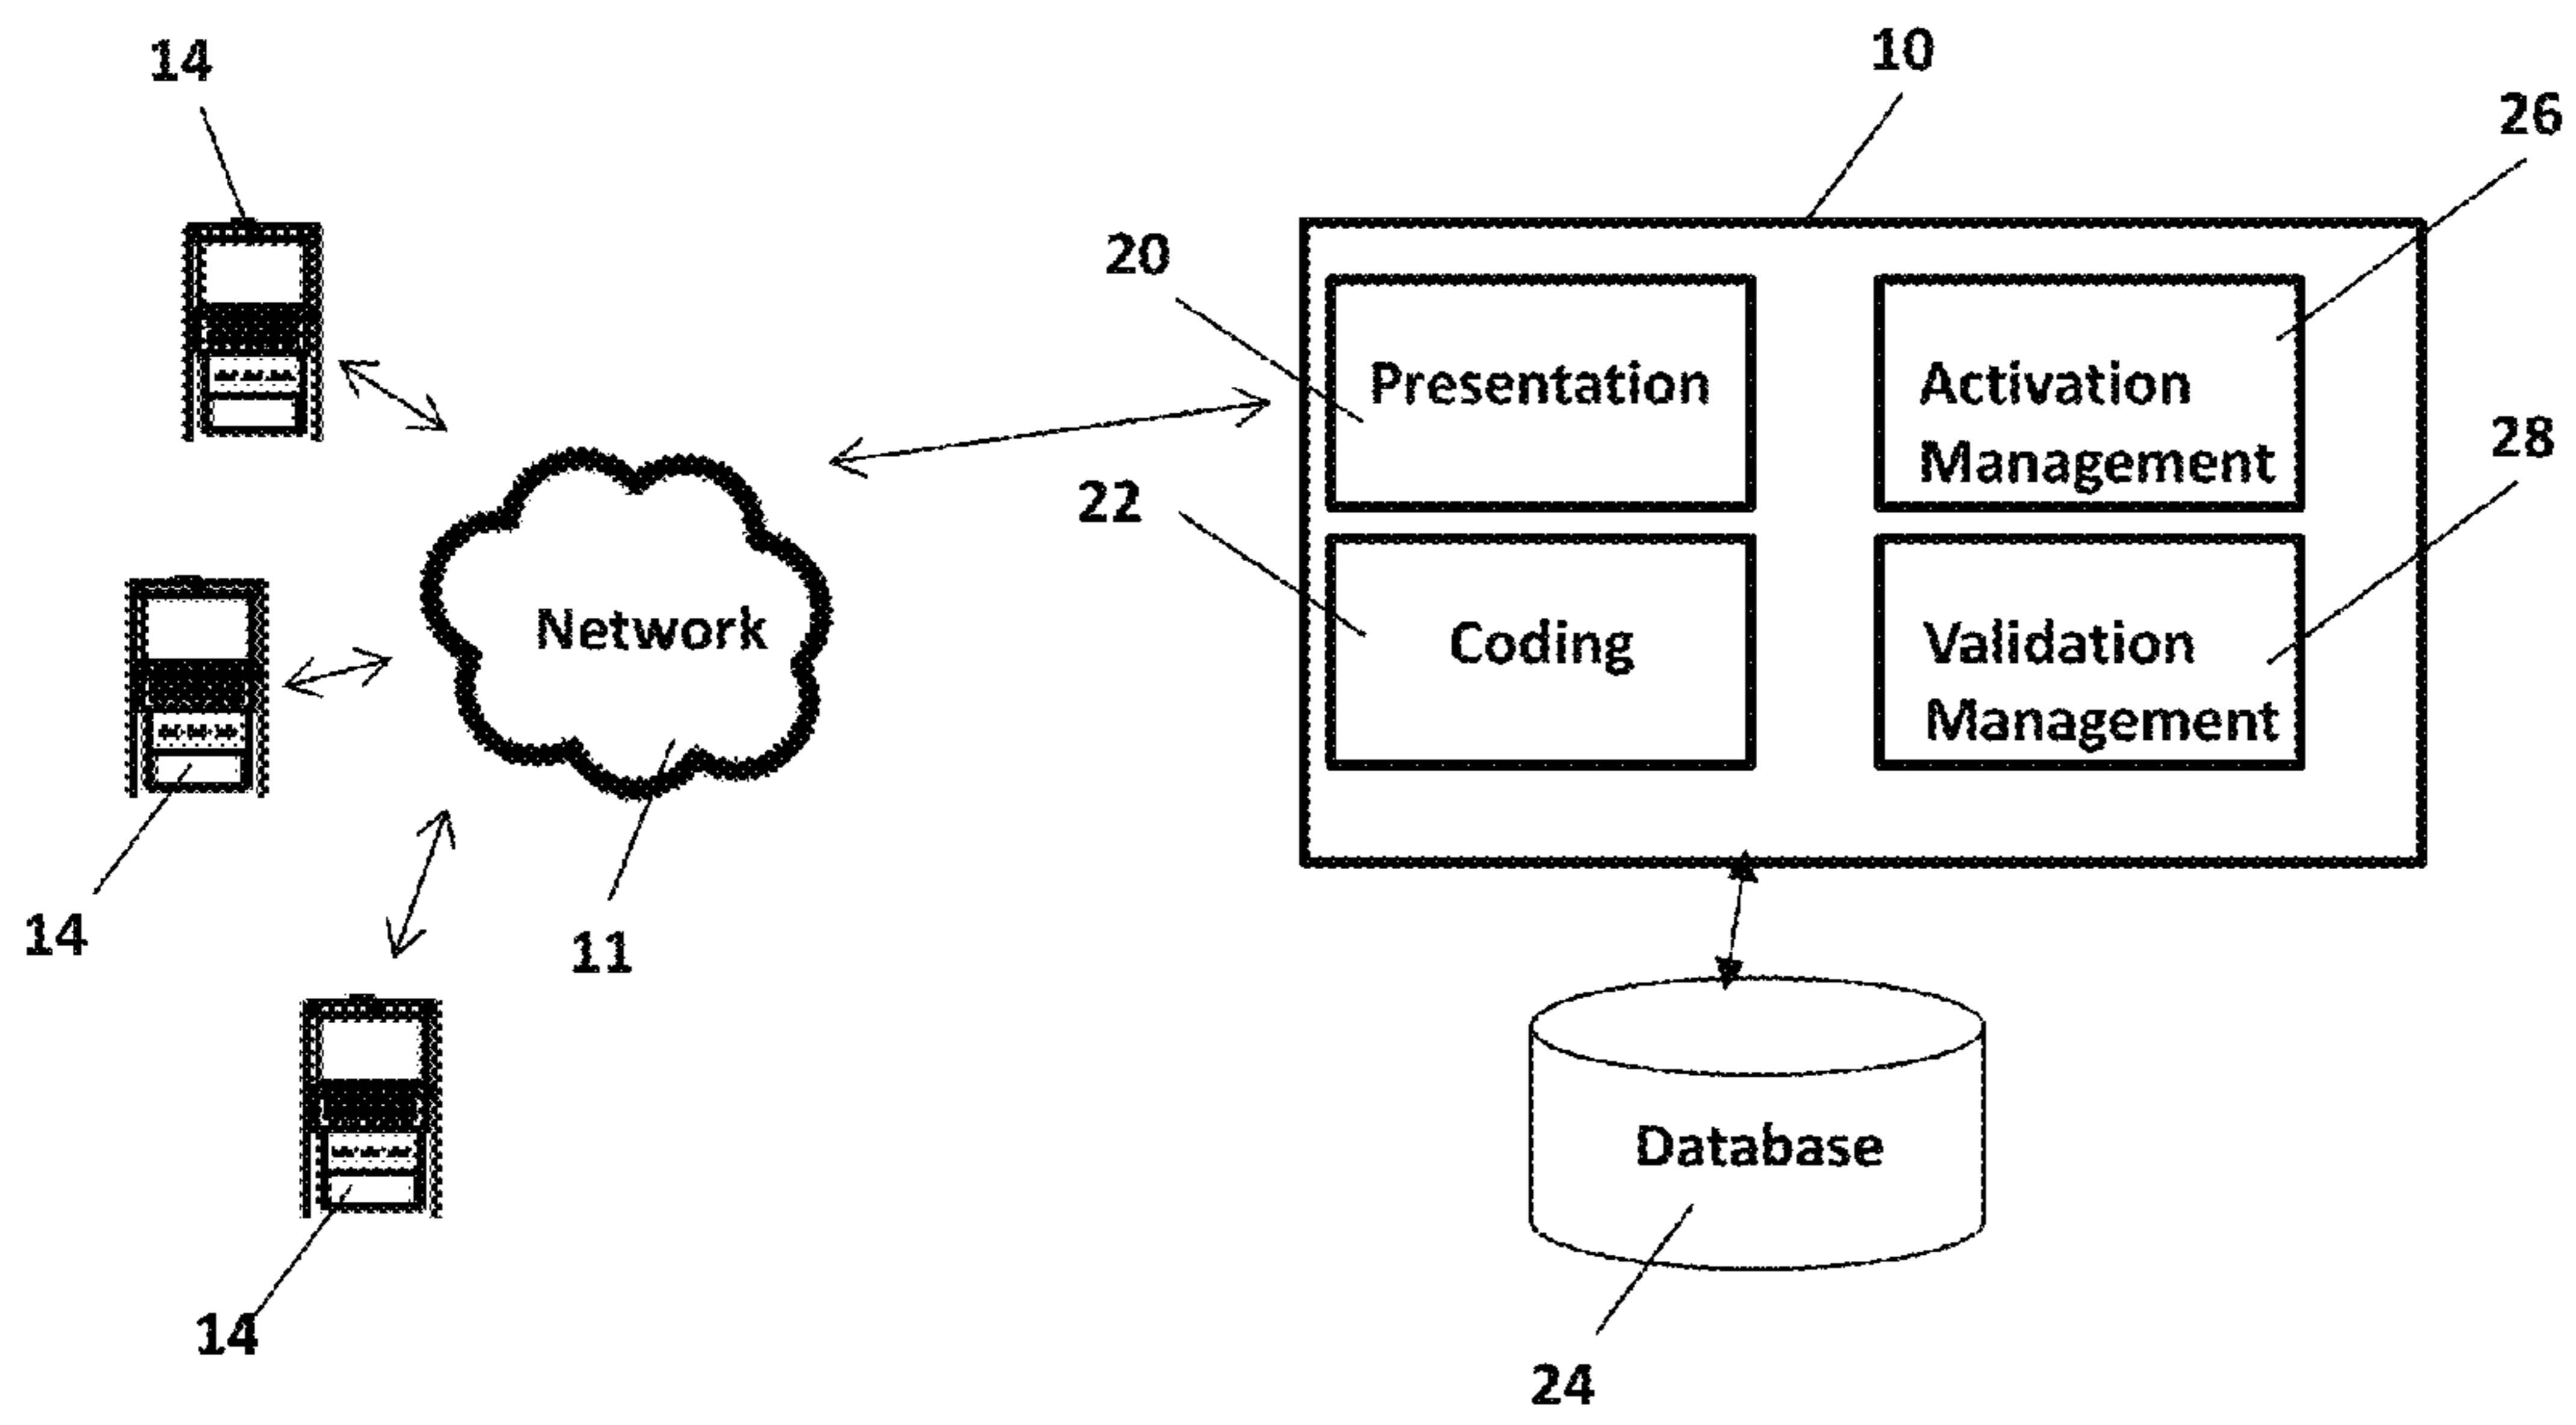 14
10
26
20
Presentation
Activation
Management
28
22
Network
Coding
Validation
Management
14
11
Database
14
24